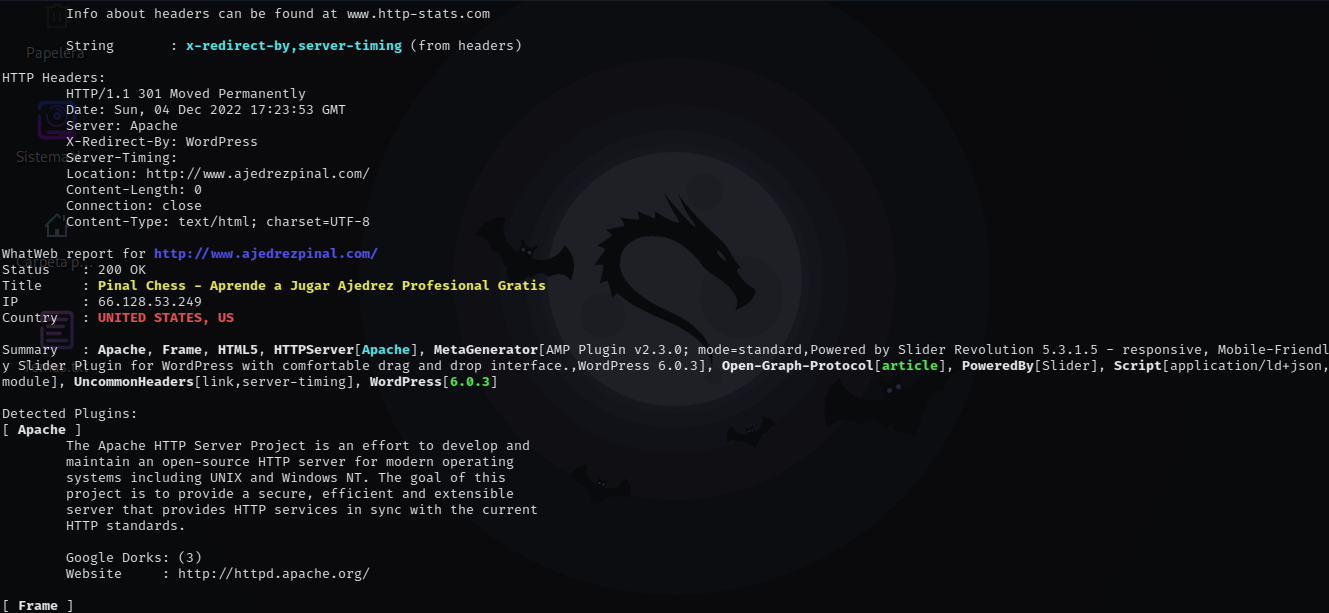 Info about headers can be found at www.http-stats.com
String : x-redirect-by,server-timing (from headers)
Papelera
HTTP Headers:
HTTP/1.1 301 Moved Permanently
Date: Sun, 04 Dec 2022 17:23:53 GMT
Server: Apache
X-Redirect-By: WordPress
Sistema
Server-Timing:
Location: http://www.ajedrezpinal.com/
Content-Length: 0
Connection: close
Content-Type: text/html; charset=UTF-8
WhatWeb report for http://www.ajedrezpinal.com/
Carpeta p...
Status : 200 OK
Title : Pinal Chess - Aprende a Jugar Ajedrez Profesional Gratis
IP : 66.128.53.249
Country : UNITED STATES, US
Summary : Apache, Frame, HTML5, HTTPServer[Apache], MetaGenerator[AMP Plugin v2.3.0; mode=standard,Powered by Slider Revolution 5.3.1.5 - responsive, Mobile-Friendl
y Slider Plugin for WordPress with comfortable drag and drop interface.,WordPress 6.0.3], Open-Graph-Protocol[article], PoweredBy[Slider], Script[application/ld+json,
module], UncommonHeaders[link,server-timing], WordPress[6.0.3]
Detected Plugins:
[ Apache ]
The Apache HTTP Server Project is an effort to develop and
maintain an open-source HTTP server for modern operating
systems including UNIX and Windows NT. The goal of this
project is to provide a secure, efficient and extensible
server that provides HTTP services in sync with the current
HTTP standards.
Google Dorks: (3)
Website : http://httpd.apache.org/
[ Frame ]